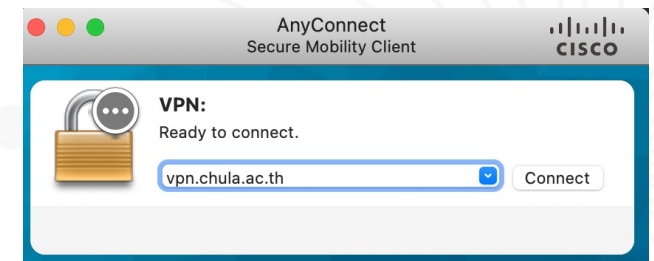 AnyConnect
Secure Mobility Client
CISCO
VPN:
Ready to connect.
vpn.chula.ac.th
Connect